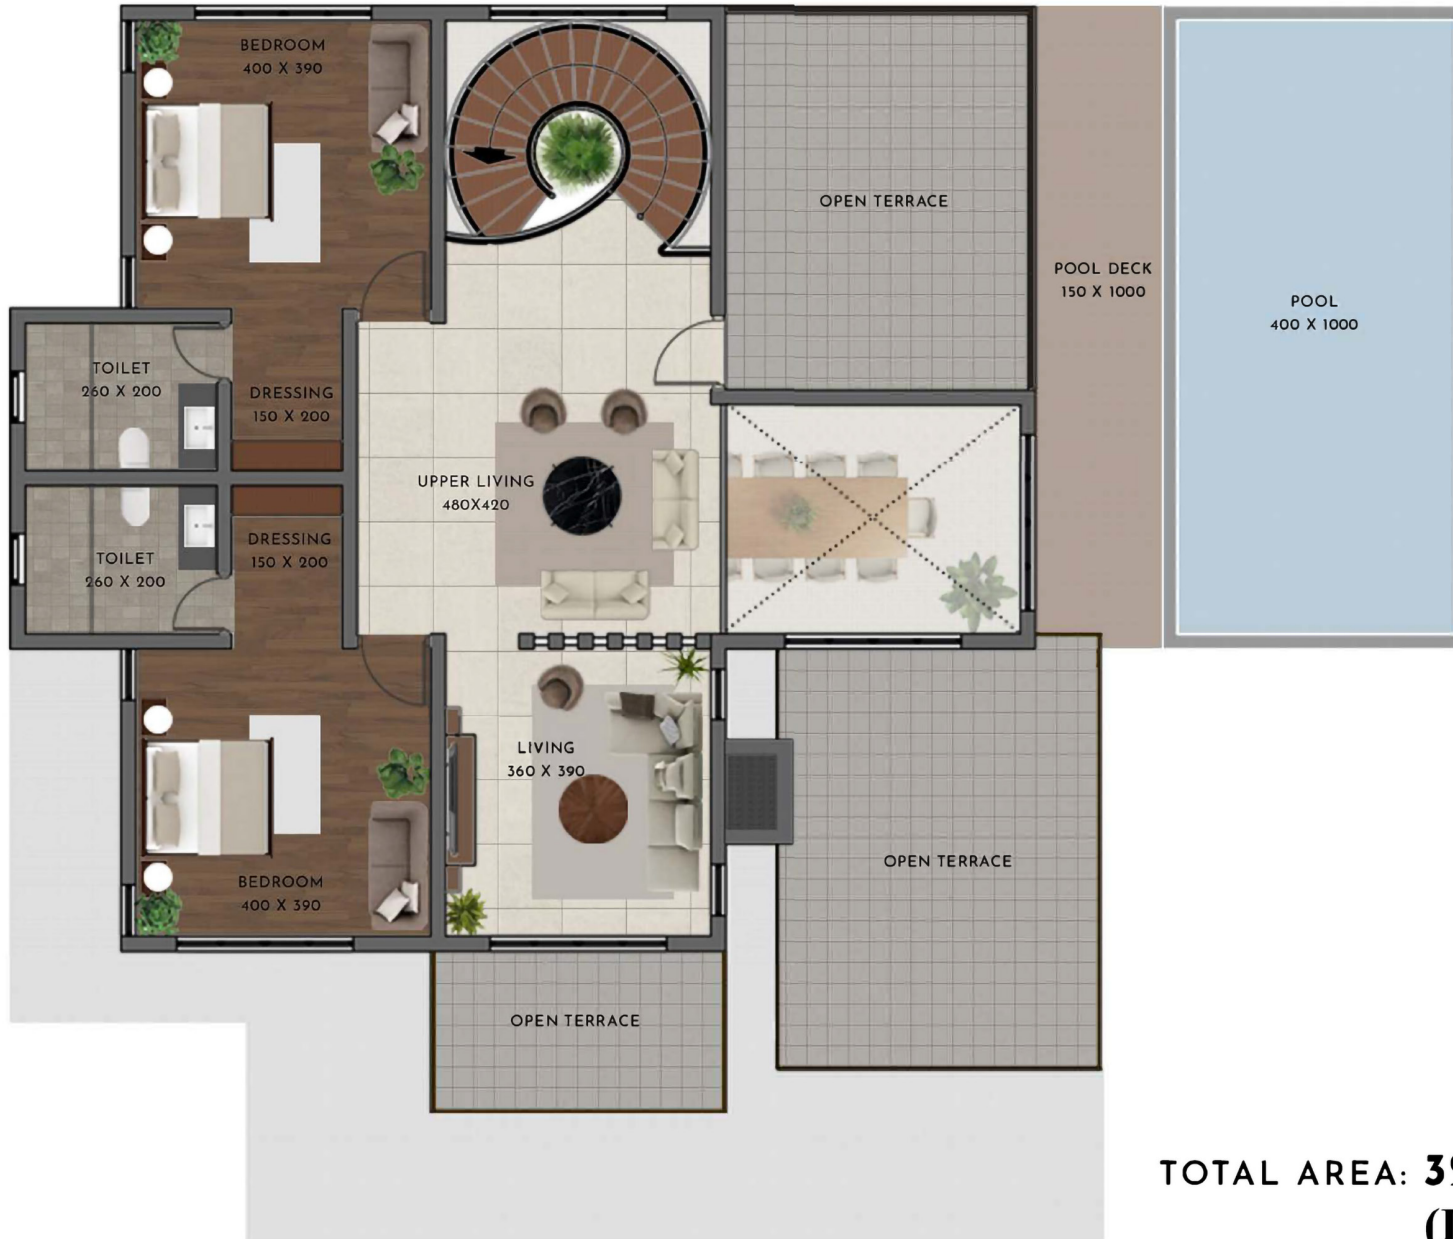 BEDROOM
400 X 390
OPEN TERRACE
POOL DECK
150 X 1000
POOL
400 X 1000
TOILET
260 X 200
DRESSING
150 X 200
UPPER LIVING
480X420
DRESSING
150 X 200
TOILET
260 X 200
LIVING
360 X 390
OPEN TERRACE
BEDROOM
400 X 390
OPEN TERRACE
TOTAL AREA: